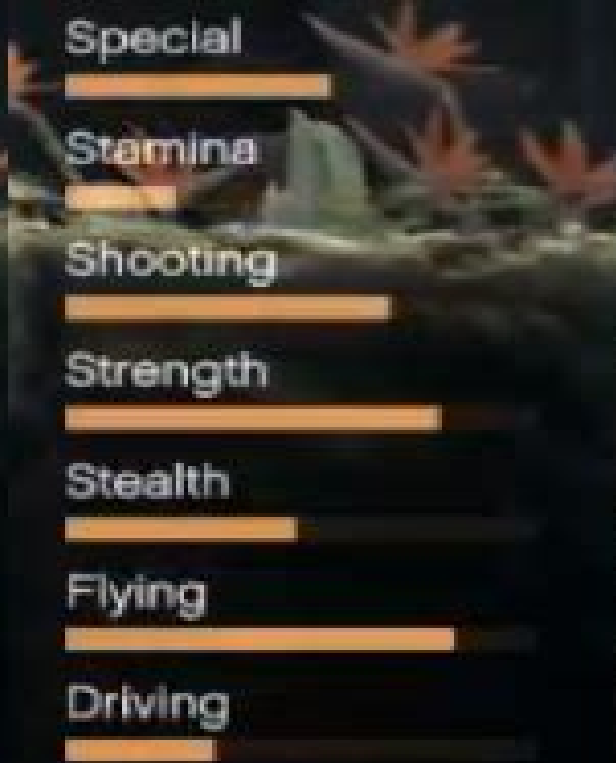 Special
Stamina
Shooting
Strength
Stealth
Flying
Driving